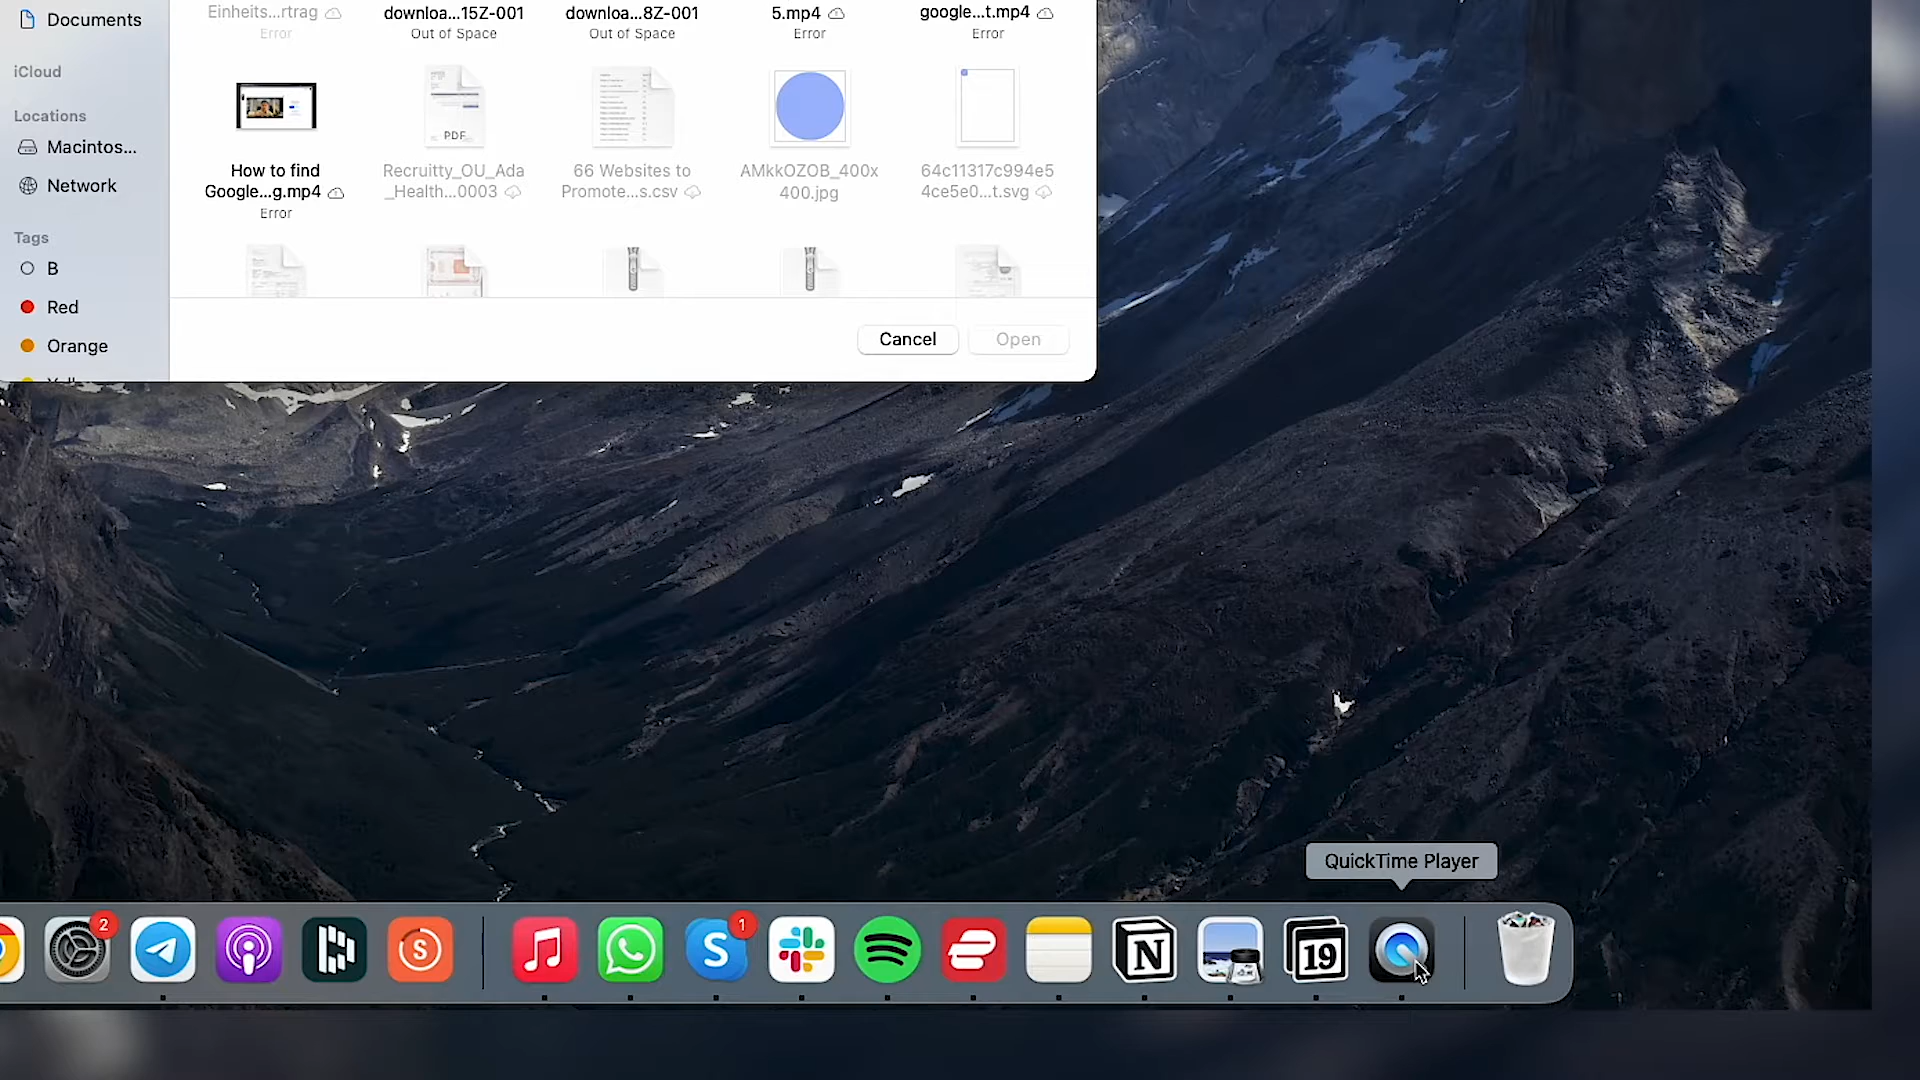 Documents
iCloud
Locations
Macintos...
Network
Tags
B
Red
Orange
Einheits...rtrag
Error
downloa...15Z-001
Out of Space
downloa...8Z-001
Out of Space
5.mp4
Error
google...t.mp4
Error
How to find
Google...g.mp4
Error
PDF
Recruitty_OU_Ada
_Health...0003
66 Websites to
Promote...s.csv
AMkkOZOB_400x
400.jpg
64c11317c994e5
4ce5e0...t.svg
Cancel
Open
QuickTime Player
2
S
S
1
N
19